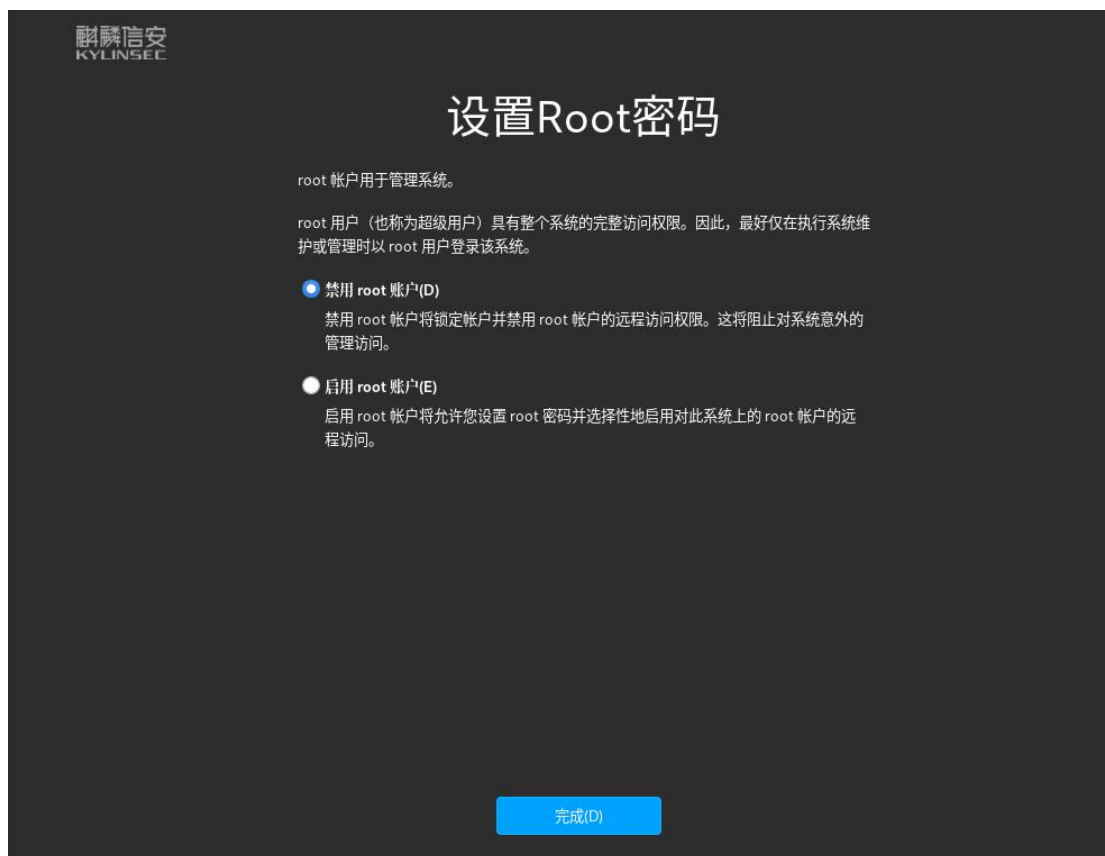 麒麟信安
KYLINSEC
设置Root密码
root 帐户用于管理系统。
root 用户（也称为超级用户）具有整个系统的完整访问权限。因此，最好仅在执行系统维
护或管理时以 root 用户登录该系统。
禁用 root 账户(D)
禁用 root 帐户将锁定帐户并禁用 root 帐户的远程访问权限。这将阻止对系统意外的
管理访问。
启用 root 账户(E)
启用 root 帐户将允许您设置 root 密码并选择性地启用对此系统上的 root 帐户的远
程访问。
完成(D)